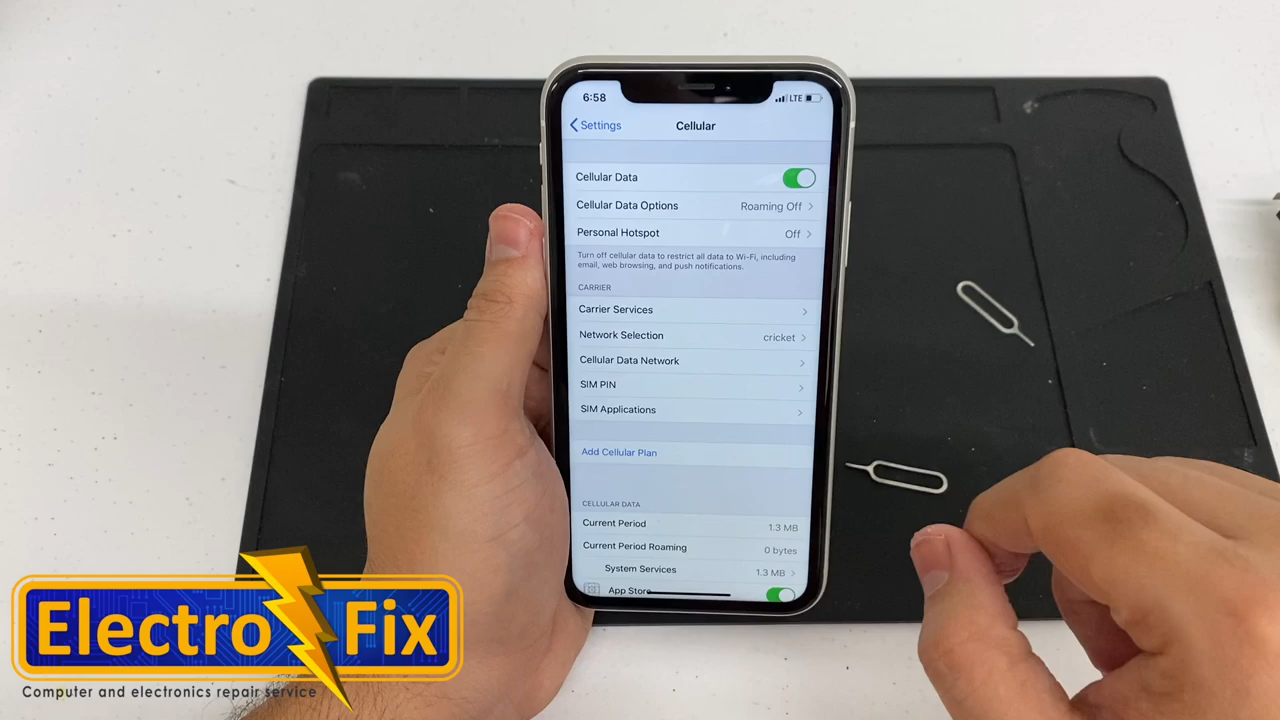 6:58
LTE
Settings
Cellular
Cellular Data
Cellular Data Options Roaming Off
Personal Hotspot Off
Turn off cellular data to restrict all data to Wi-Fi, including
email, web browsing, and push notifications.
CARRIER
Carrier Services
Network Selection cricket
Cellular Data Network
SIM PIN
SIM Applications
Add Cellular Plan
CELLULAR DATA
Current Period 1.3 MB
Current Period Roaming 0 bytes
System Services 1.3 MB
App Store
Electro Fix
Computer and electronics repair service